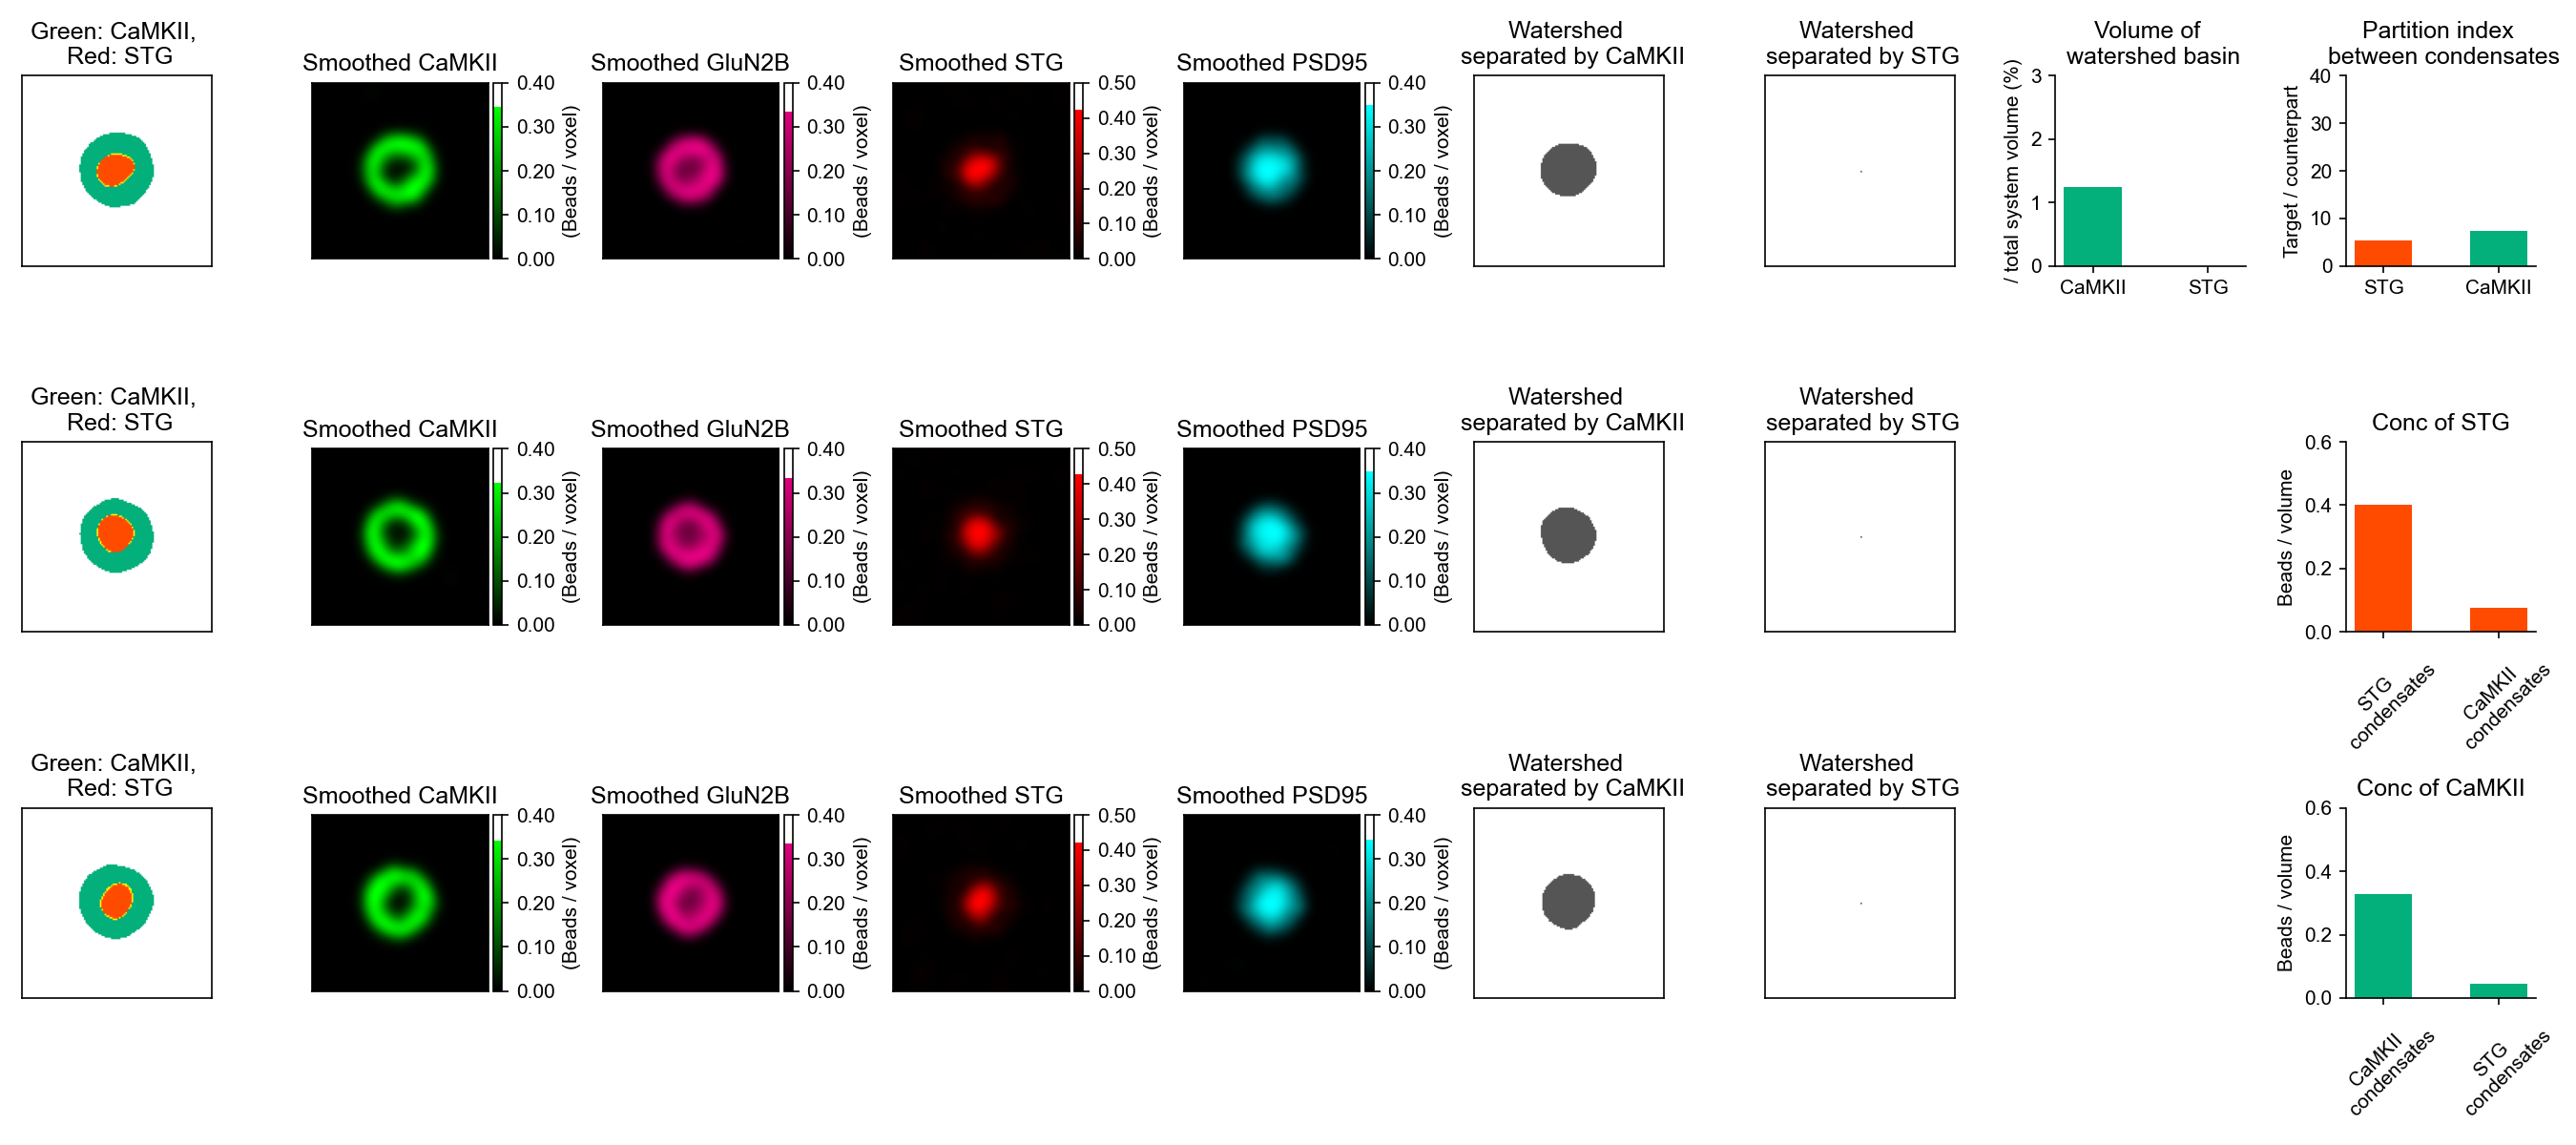 Green: CaMKII,
Red: STG
Smoothed CaMKII
0.40
0.30
0.20
0.10
0.00
(Beads / voxel)
Smoothed GluN2B
0.40
0.30
0.20
0.10
0.00
(Beads / voxel)
Smoothed STG
0.50
0.40
0.30
0.20
0.10
0.00
(Beads / voxel)
Smoothed PSD95
0.40
0.30
0.20
0.10
0.00
(Beads / voxel)
Watershed
separated by CaMKII
Watershed
separated by STG
Volume of
watershed basin
/ total system volume (%)
3
2
1
0
CaMKII
STG
Partition index
between condensates
Target / counterpart
40
30
20
10
0
STG
CaMKII
Green: CaMKII,
Red: STG
Smoothed CaMKII
0.40
0.30
0.20
0.10
0.00
(Beads / voxel)
Smoothed GluN2B
0.40
0.30
0.20
0.10
0.00
(Beads / voxel)
Smoothed STG
0.50
0.40
0.30
0.20
0.10
0.00
(Beads / voxel)
Smoothed PSD95
0.40
0.30
0.20
0.10
0.00
(Beads / voxel)
Watershed
separated by CaMKII
Watershed
separated by STG
Conc of STG
Beads / volume
0.6
0.4
0.2
0.0
STG
condensates
CaMKII
condensates
Green: CaMKII,
Red: STG
Smoothed CaMKII
0.40
0.30
0.20
0.10
0.00
(Beads / voxel)
Smoothed GluN2B
0.40
0.30
0.20
0.10
0.00
(Beads / voxel)
Smoothed STG
0.50
0.40
0.30
0.20
0.10
0.00
(Beads / voxel)
Smoothed PSD95
0.40
0.30
0.20
0.10
0.00
(Beads / voxel)
Watershed
separated by CaMKII
Watershed
separated by STG
Conc of CaMKII
Beads / volume
0.6
0.4
0.2
0.0
CaMKII
condensates
STG
condensates